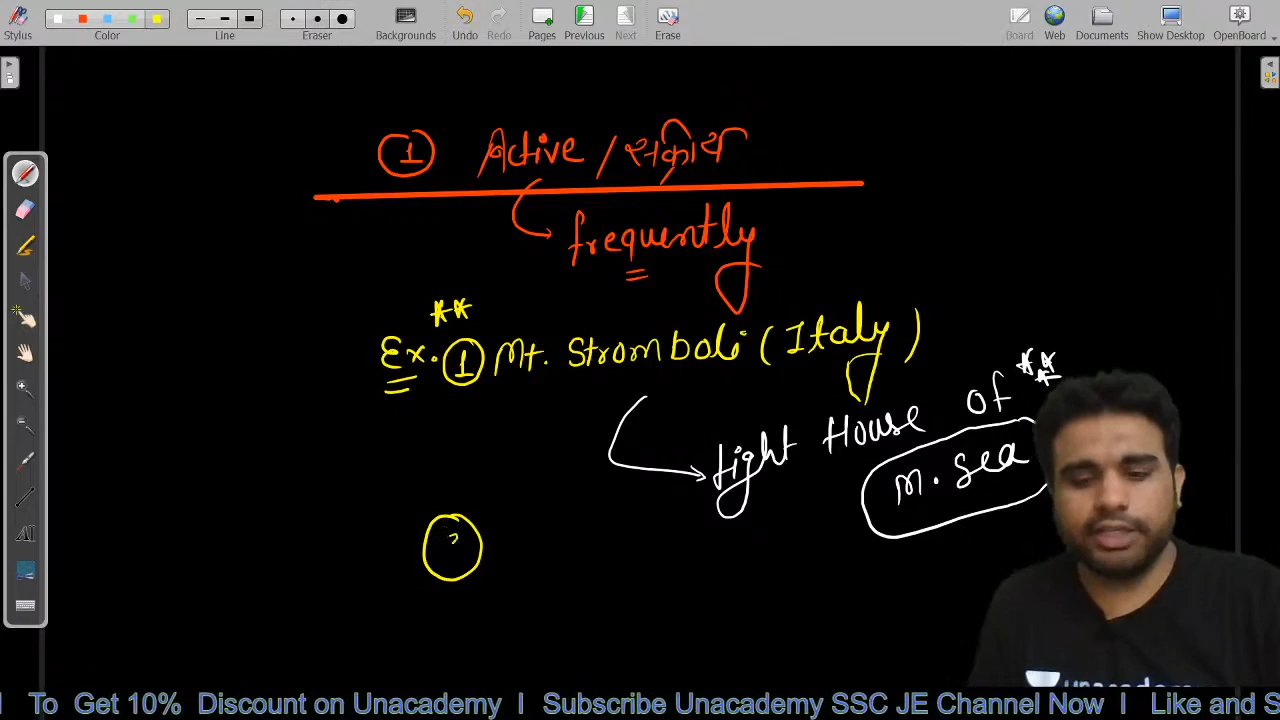 Stylus Color Line Eraser Backgrounds Undo Redo Pages Previous Next Erase Board Web Documents Show Desktop OpenBoard
① Active / सक्रीय
frequently
Ex. ** ① Mt. Stromboli (Italy)
Light House of **
M. Sea
2
unacademy
To Get 10% Discount on Unacademy I Subscribe Unacademy SSC JE Channel Now I Like and S